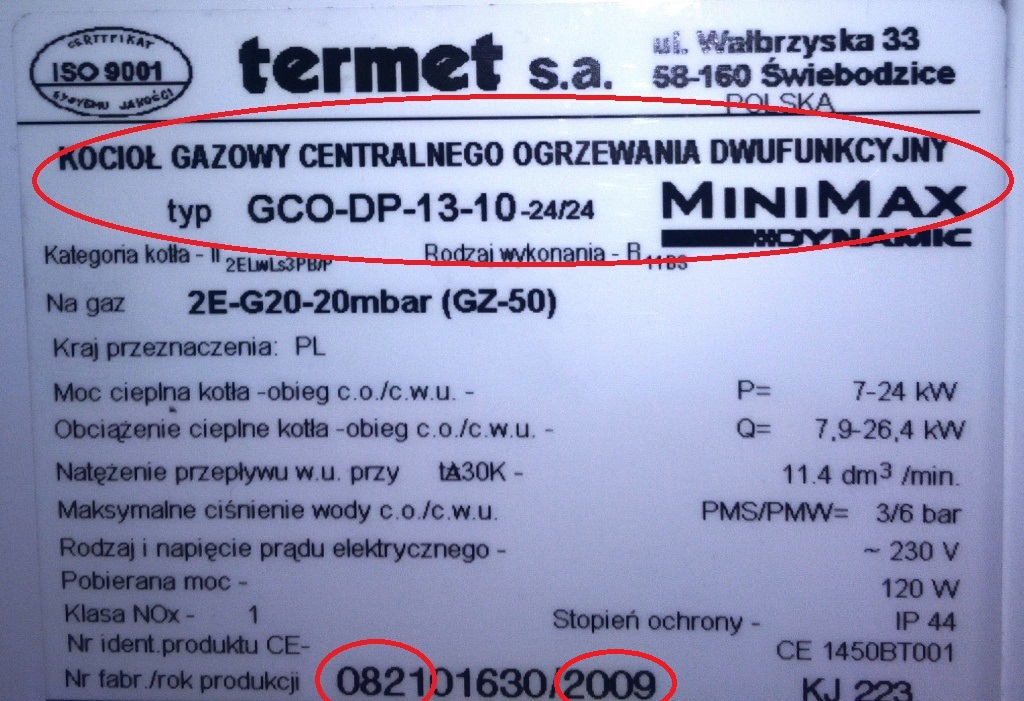 CERTYFIKAT
ISO 9001
SYSTEMU JAKOŚCI
termet s.a.
ul. Wałbrzyska 33
58-160 Świebodzice
POLSKA
KOCIOŁ GAZOWY CENTRALNEGO OGRZEWANIA DWUFUNKCYJNY
typ GCO-DP-13-10-24/24 MINIMAX
DYNAMIC
Kategoria kotła - II 2ELwLs3PB/P Rodzaj wykonania - B 11BS
Na gaz 2E-G20-20mbar (GZ-50)
Kraj przeznaczenia: PL
Moc cieplna kotła -obieg c.o./c.w.u. - P= 7-24 kW
Obciążenie cieplne kotła -obieg c.o./c.w.u. - Q= 7,9-26,4 kW
Natężenie przepływu w.u. przy 30K - 11.4 dm³ /min.
Maksymalne ciśnienie wody c.o./c.w.u. PMS/PMW= 3/6 bar
Rodzaj i napięcie prądu elektrycznego - ~ 230 V
Pobierana moc - 120 W
Klasa NOx - 1 Stopień ochrony - IP 44
Nr ident.produktu CE- CE 1450BT001
Nr fabr./rok produkcji 082101630/2009 KJ 223